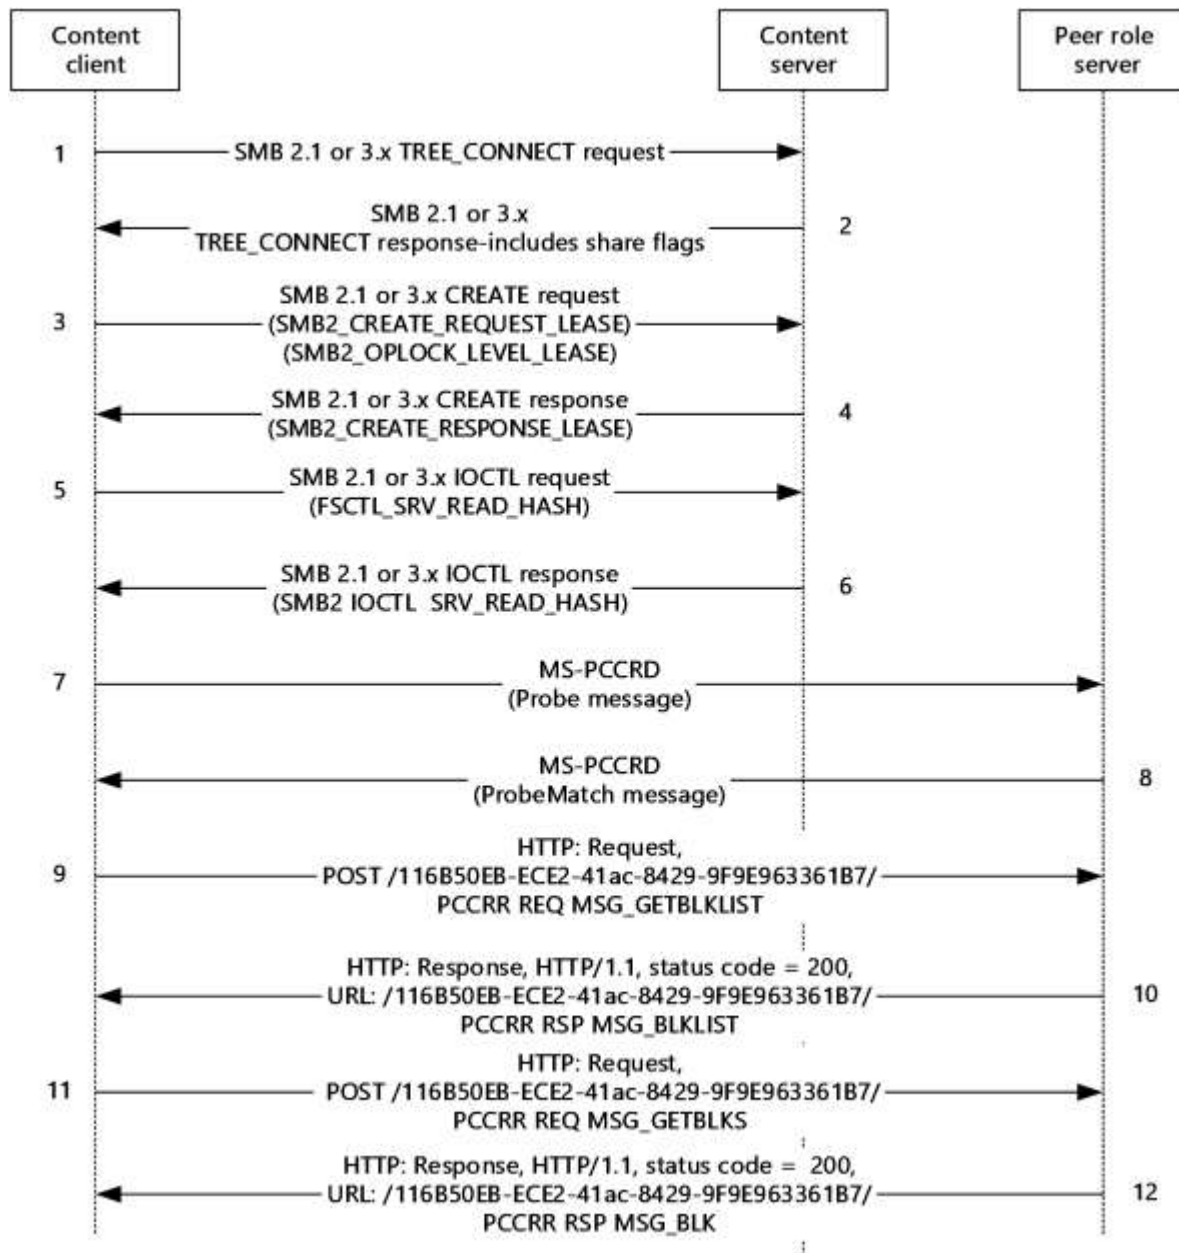 Content
client
Content
server
Peer role
server
1
SMB 2.1 or 3.x TREE_CONNECT request
SMB 2.1 or 3.x
TREE_CONNECT response-includes share flags
2
3
SMB 2.1 or 3.x CREATE request
(SMB2_CREATE_REQUEST_LEASE)
(SMB2_OPLOCK_LEVEL_LEASE)
SMB 2.1 or 3.x CREATE response
(SMB2_CREATE_RESPONSE_LEASE)
4
5
SMB 2.1 or 3.x IOCTL request
(FSCTL_SRV_READ_HASH)
SMB 2.1 or 3.x IOCTL response
(SMB2 IOCTL  SRV_READ_HASH)
6
7
MS-PCCRD
(Probe message)
MS-PCCRD
(ProbeMatch message)
8
9
HTTP: Request,
POST /116B50EB-ECE2-41ac-8429-9F9E963361B7/
PCCRR REQ MSG_GETBLKLIST
HTTP: Response, HTTP/1.1, status code = 200,
URL: /116B50EB-ECE2-41ac-8429-9F9E963361B7/
PCCRR RSP MSG_BLKLIST
10
11
HTTP: Request,
POST /116B50EB-ECE2-41ac-8429-9F9E963361B7/
PCCRR REQ MSG_GETBLKS
HTTP: Response, HTTP/1.1, status code =  200,
URL: /116B50EB-ECE2-41ac-8429-9F9E963361B7/
PCCRR RSP MSG_BLK
12